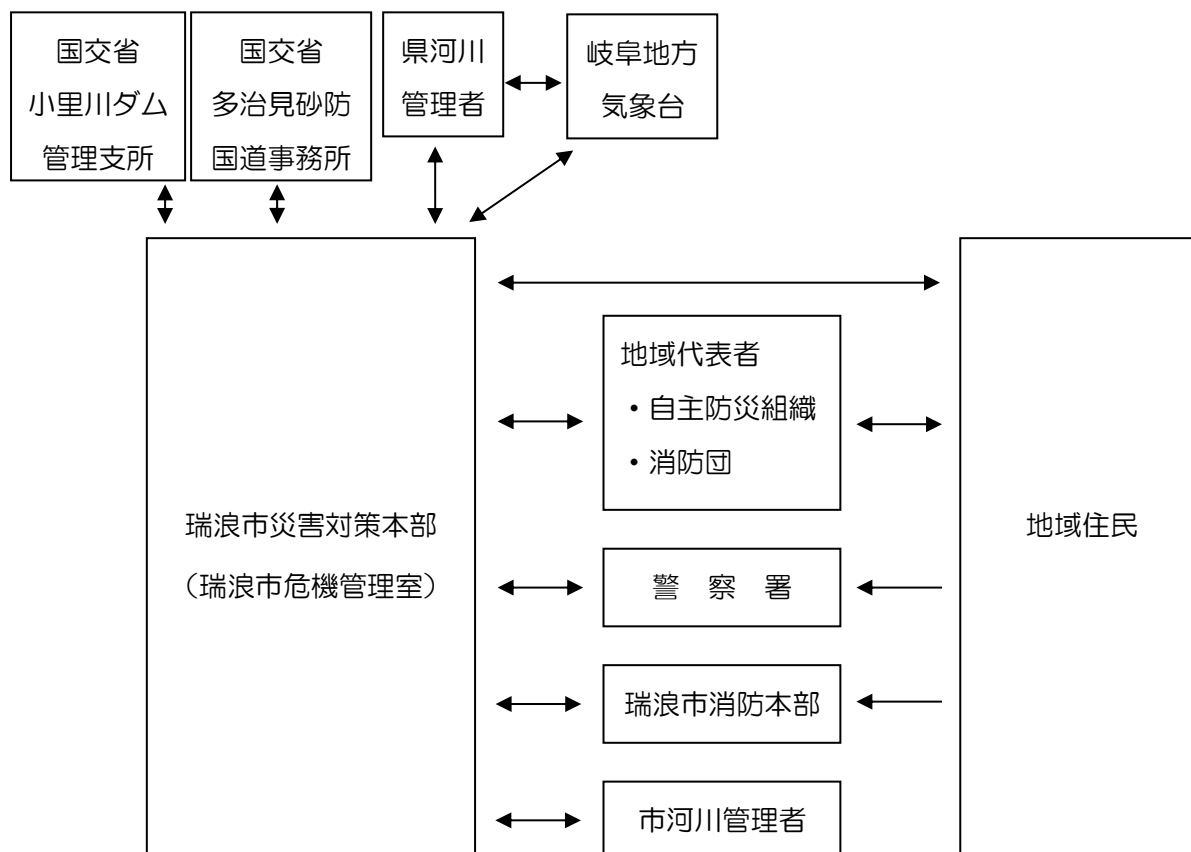 国交省
小里川ダム
管理支所
国交省
多治見砂防
国道事務所
県河川
管理者
岐阜地方
気象台
地域代表者
・自主防災組織
・消防団
瑞浪市災害対策本部
（瑞浪市危機管理室）
地域住民
警　察　署
瑞浪市消防本部
市河川管理者